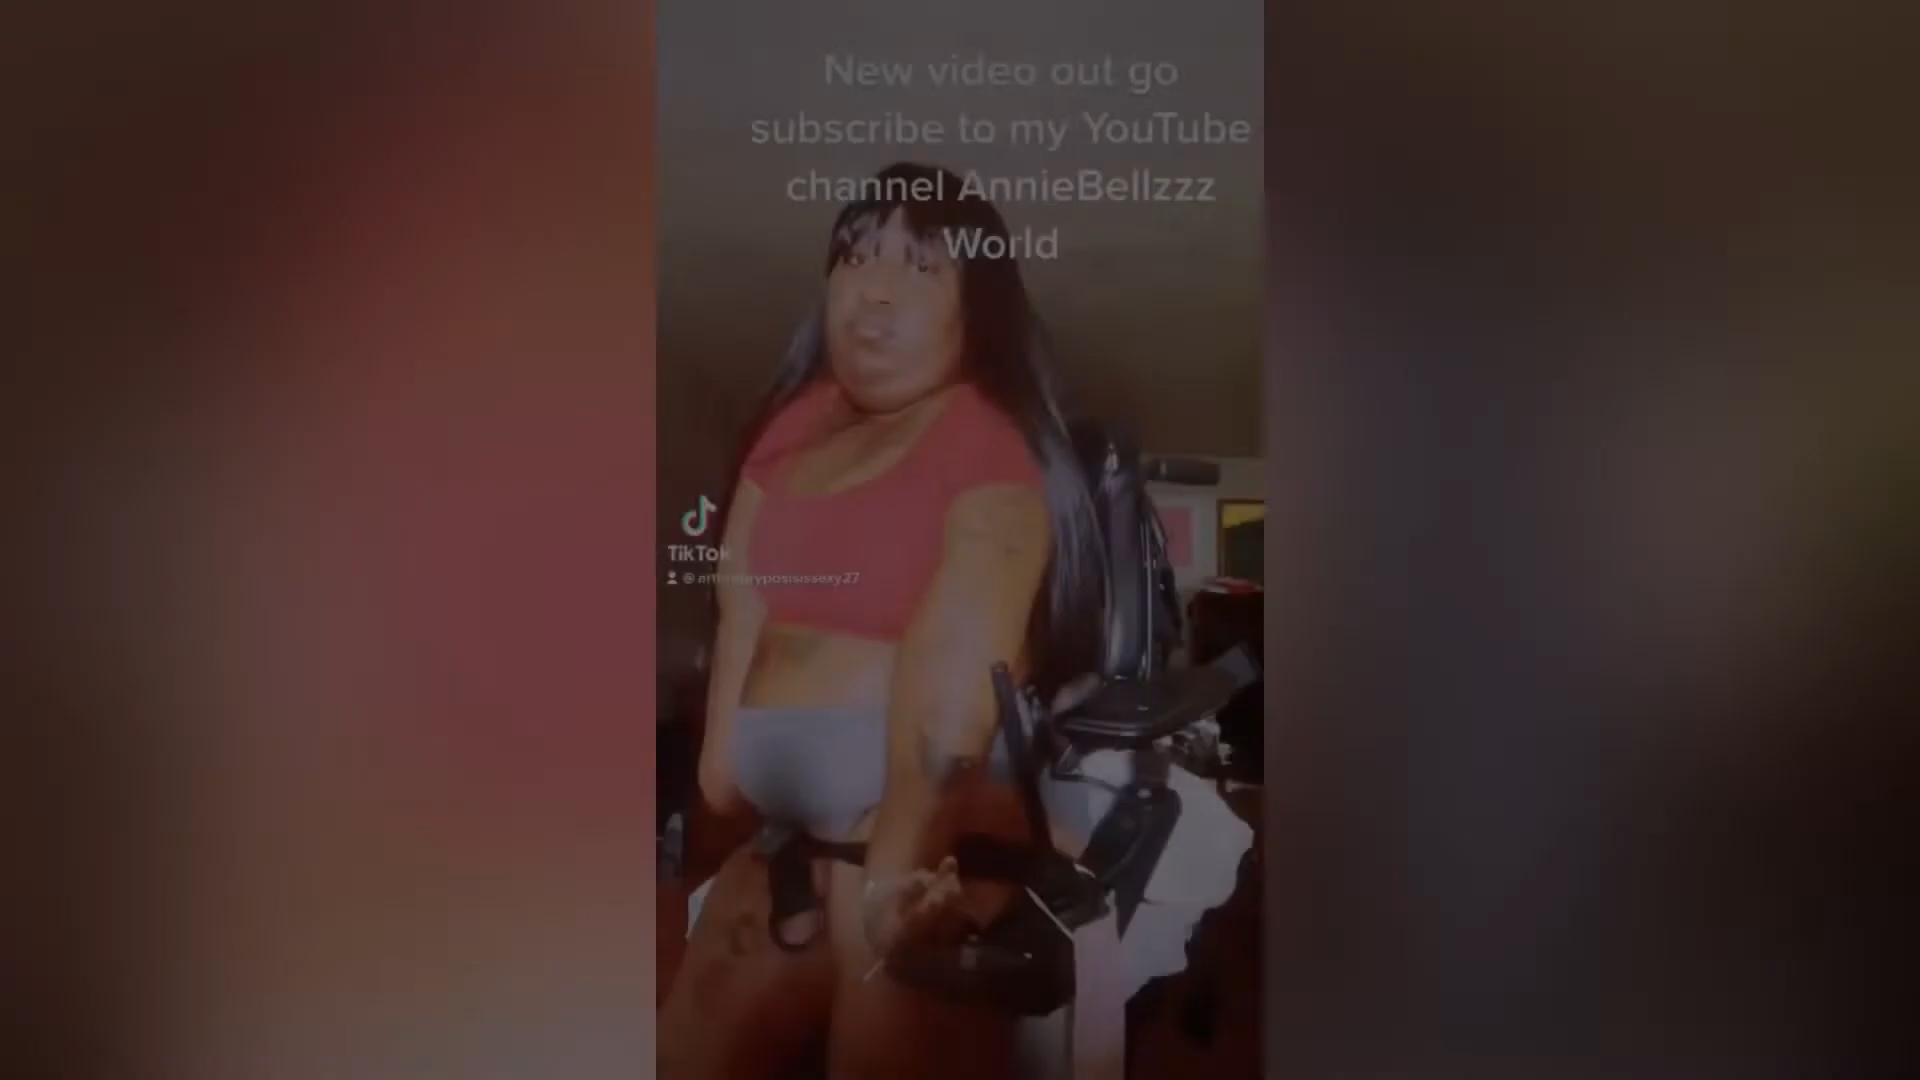 New video out go
subscribe to my YouTube
channel AnnieBellzzz
World
TikTok